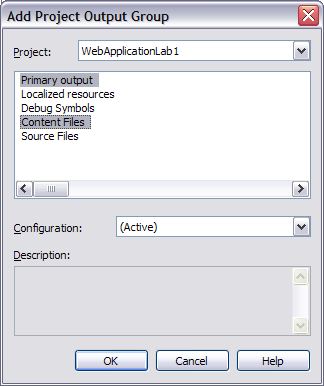 Add Project Output Group
Project: WebApplicationLab1
Primary output
Localized resources
Debug Symbols
Content Files
Source Files
Configuration: (Active)
Description:
OK Cancel Help